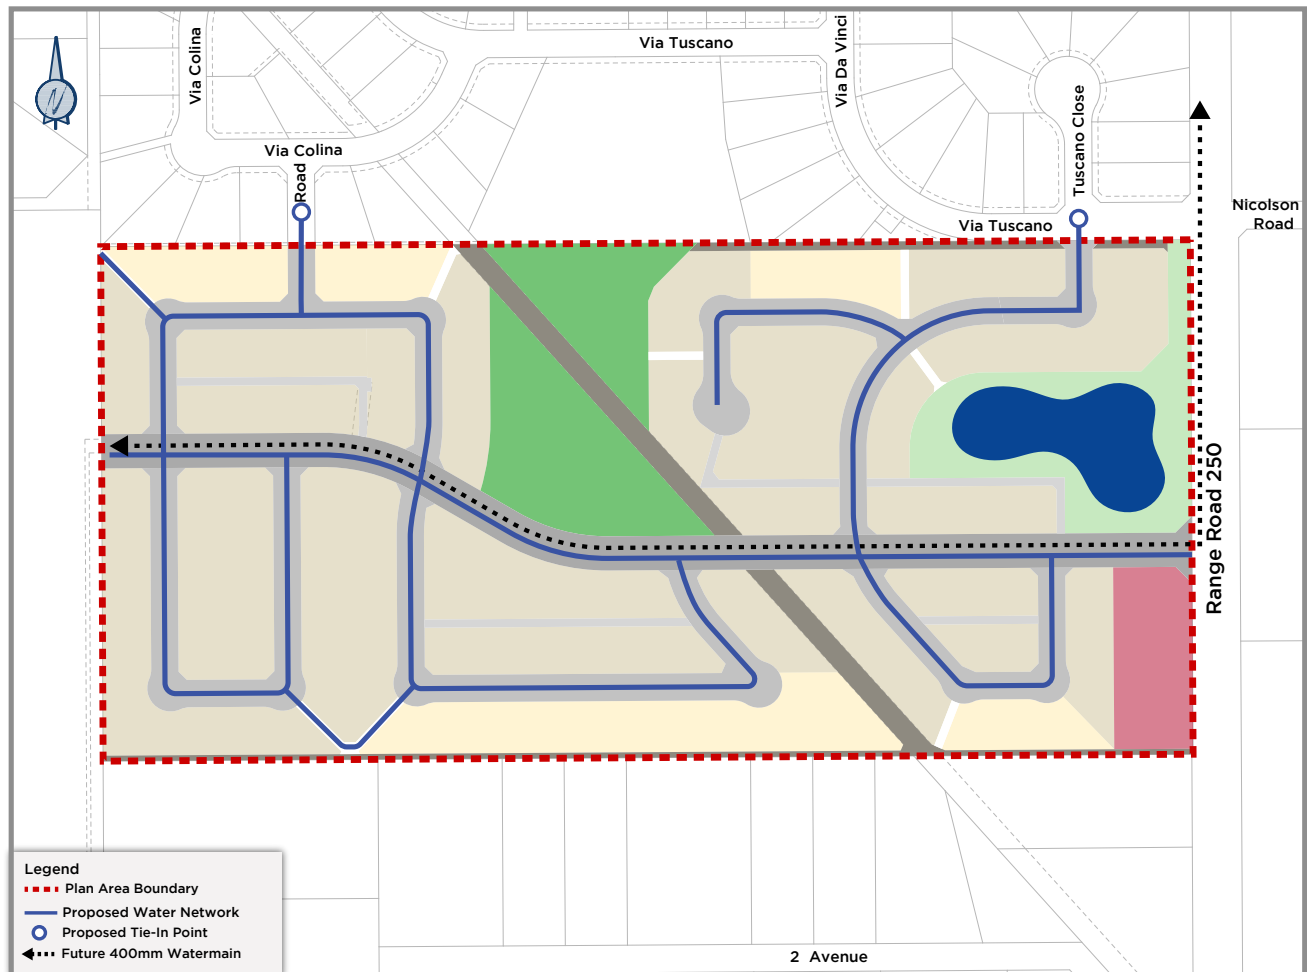 Via Colina
Via Tuscano
Via Da Vinci
Tuscano Close
Via Colina
Road
Via Tuscano
Nicolson
Road
Range Road 250
Legend
Plan Area Boundary
Proposed Water Network
Proposed Tie-In Point
Future 400mm Watermain
2 Avenue